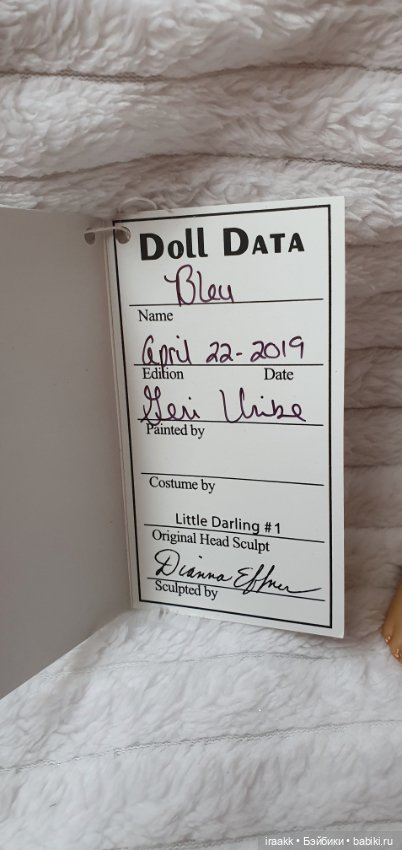 Doll Data
Bleu
Name
April 22-2019
Edition Date
Geri Uribe
Painted by
Costume by
Little Darling #1
Original Head Sculpt
Dianna Effner
Sculpted by
iraakk • Бэйбики • babiki.ru